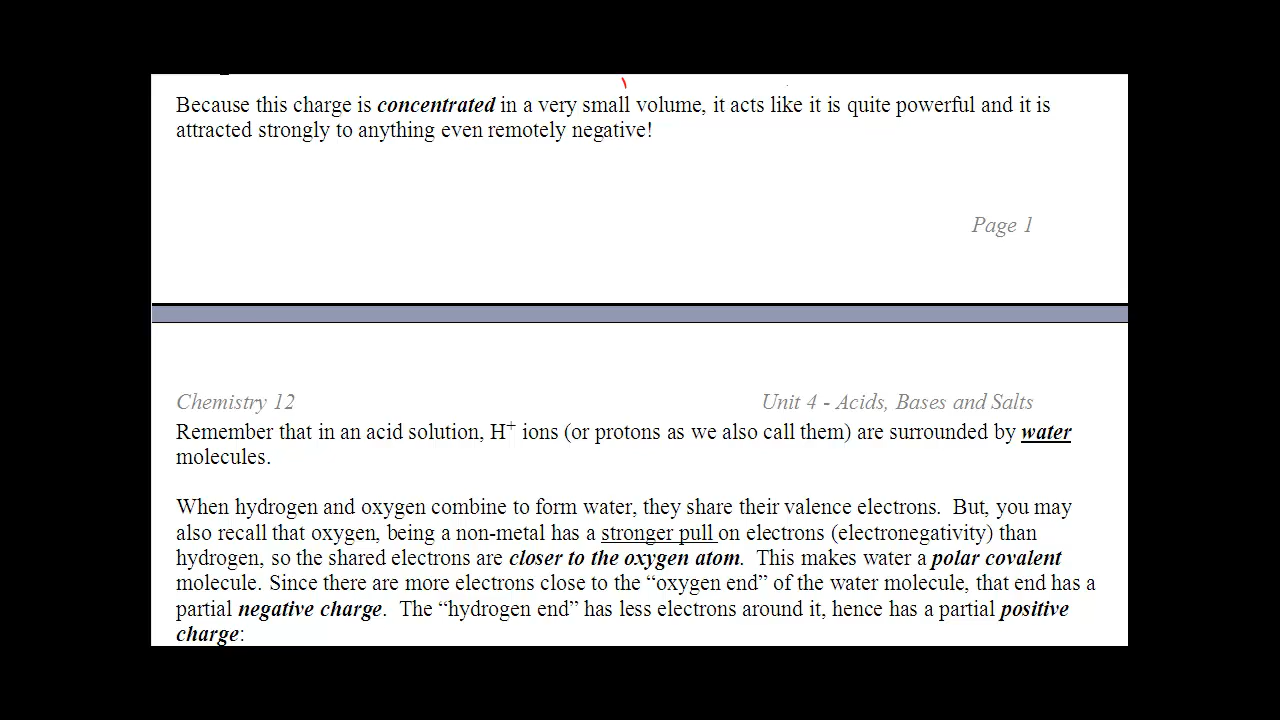 Because this charge is concentrated in a very small volume, it acts like it is quite powerful and it is
attracted strongly to anything even remotely negative!
Page 1
Chemistry 12 Unit 4 - Acids, Bases and Salts
Remember that in an acid solution, H⁺ ions (or protons as we also call them) are surrounded by water
molecules.
When hydrogen and oxygen combine to form water, they share their valence electrons. But, you may
also recall that oxygen, being a non-metal has a stronger pull on electrons (electronegativity) than
hydrogen, so the shared electrons are closer to the oxygen atom. This makes water a polar covalent
molecule. Since there are more electrons close to the “oxygen end” of the water molecule, that end has a
partial negative charge. The “hydrogen end” has less electrons around it, hence has a partial positive
charge: